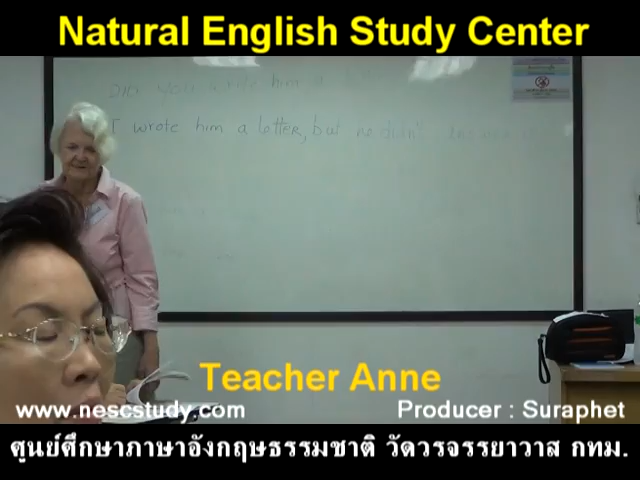 Natural English Study Center
Did you write him a
I wrote him a letter, but he didn't answer
Teacher Anne
www.nescstudy.com
Producer : Suraphet
ศูนย์ศึกษาภาษาอังกฤษธรรมชาติ วัดวรจรรยาวาส กทม.